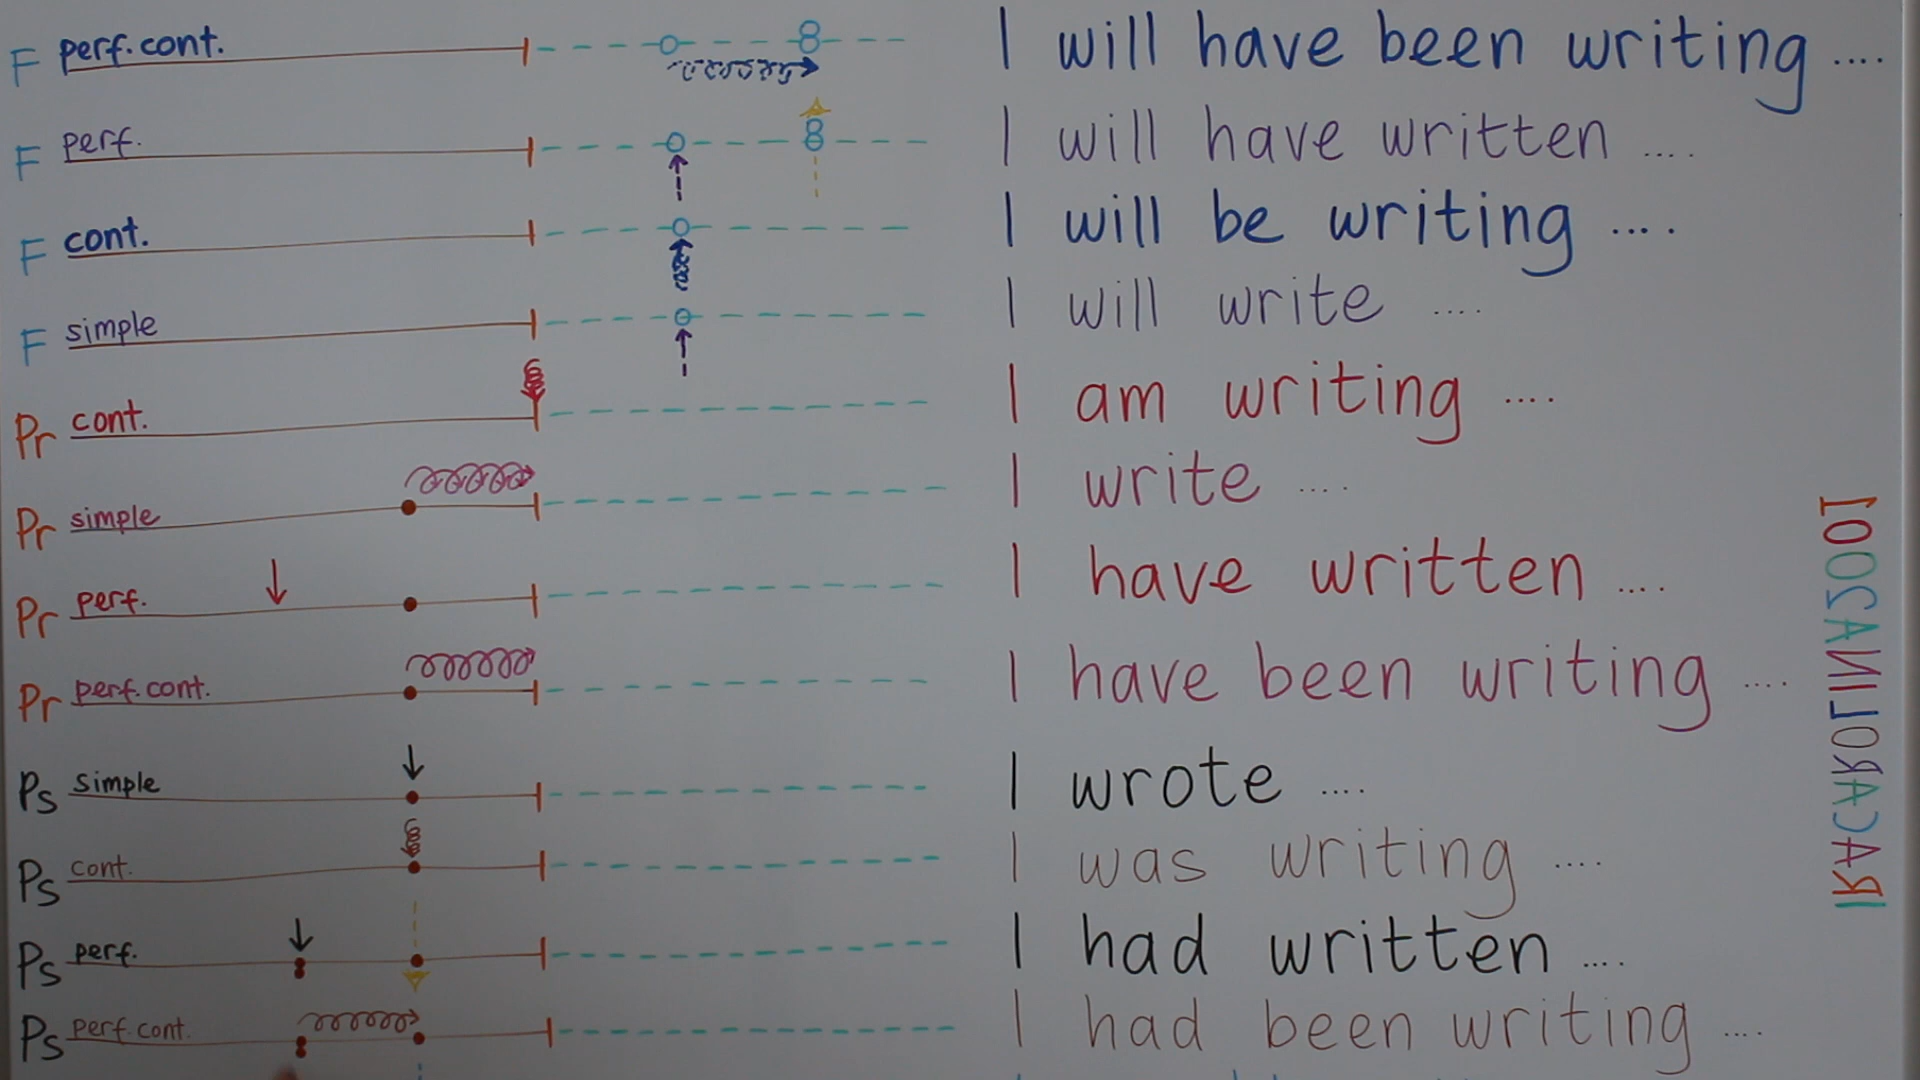 F perf. cont. I will have been writing ....
F perf. I will have written ....
F cont. I will be writing ....
F simple I will write ....
Pr cont. I am writing ....
Pr simple I write ....
Pr perf. I have written ....
Pr perf. cont. I have been writing ....
Ps simple I wrote ....
Ps cont. I was writing ....
Ps perf. I had written ....
Ps perf. cont. I had been writing ....